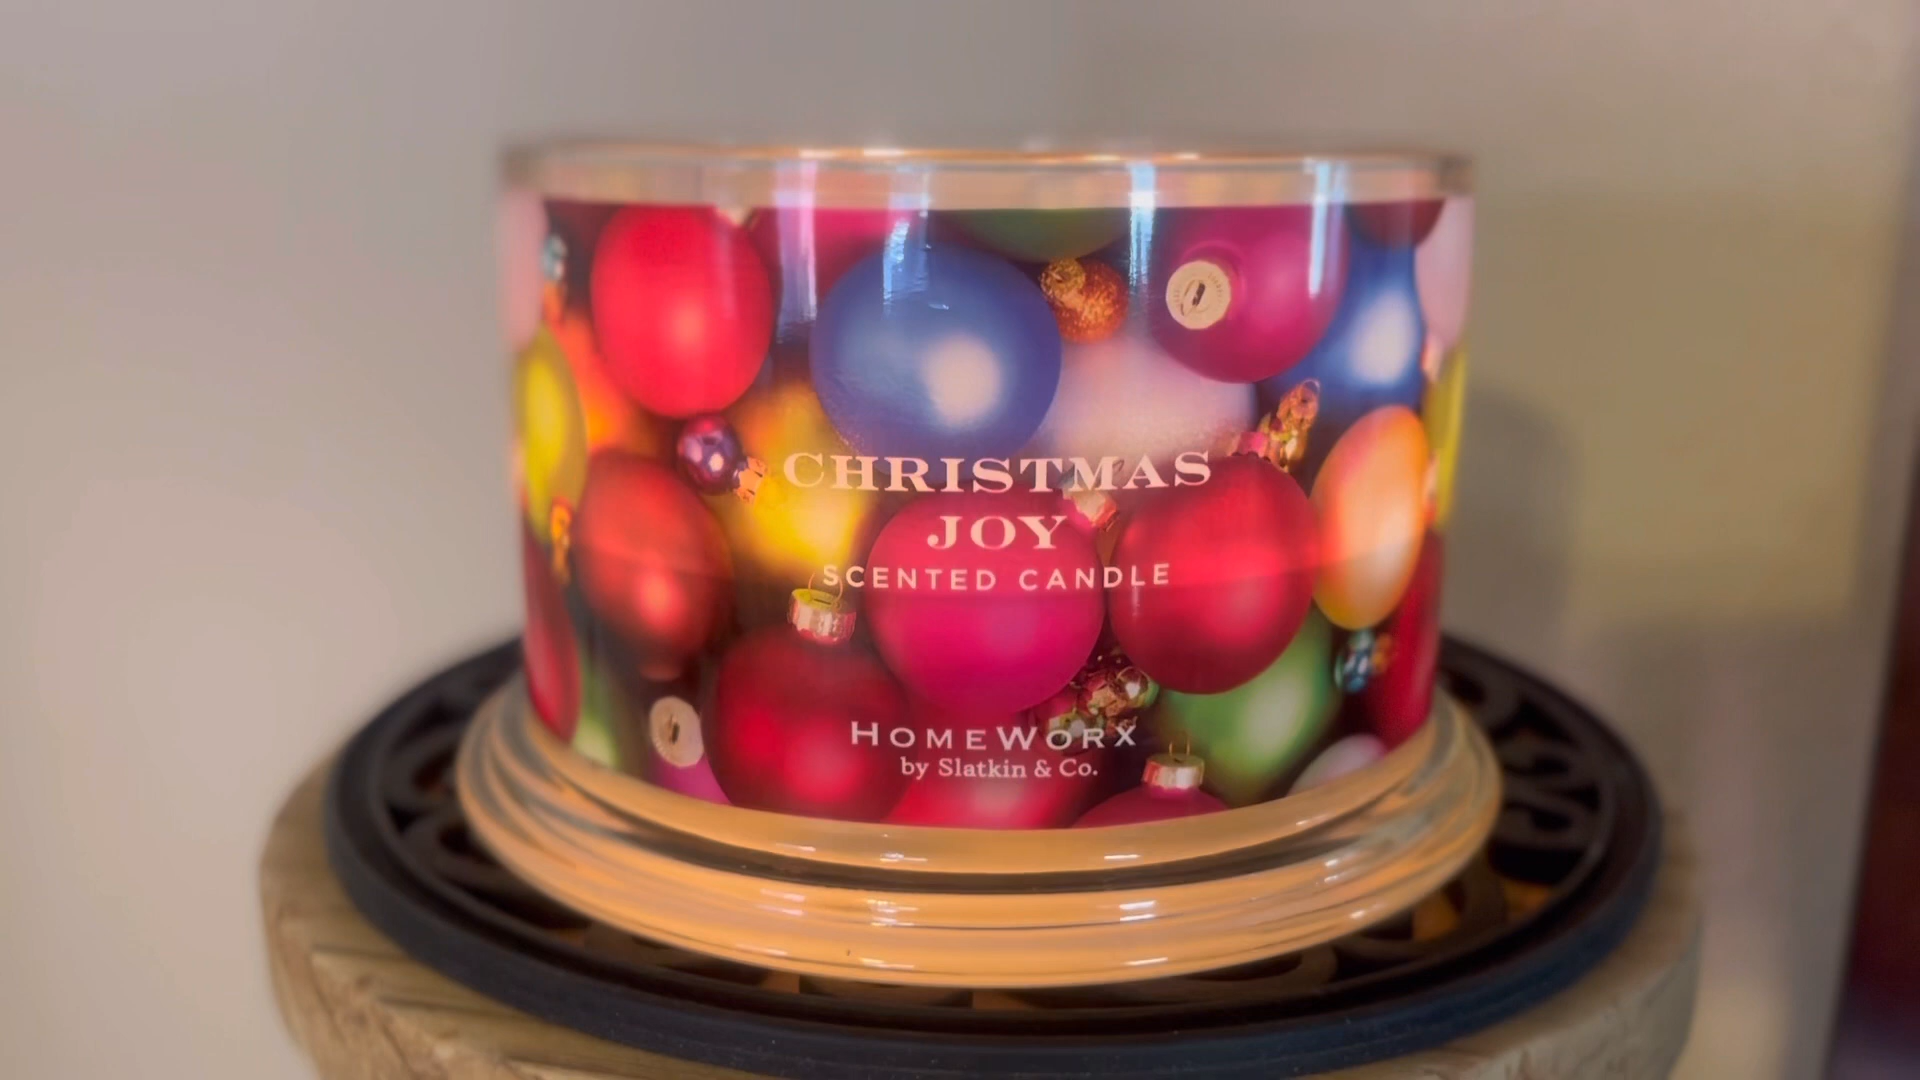 CHRISTMAS
JOY
SCENTED CANDLE
HOMEWORX
by Slatkin & Co.